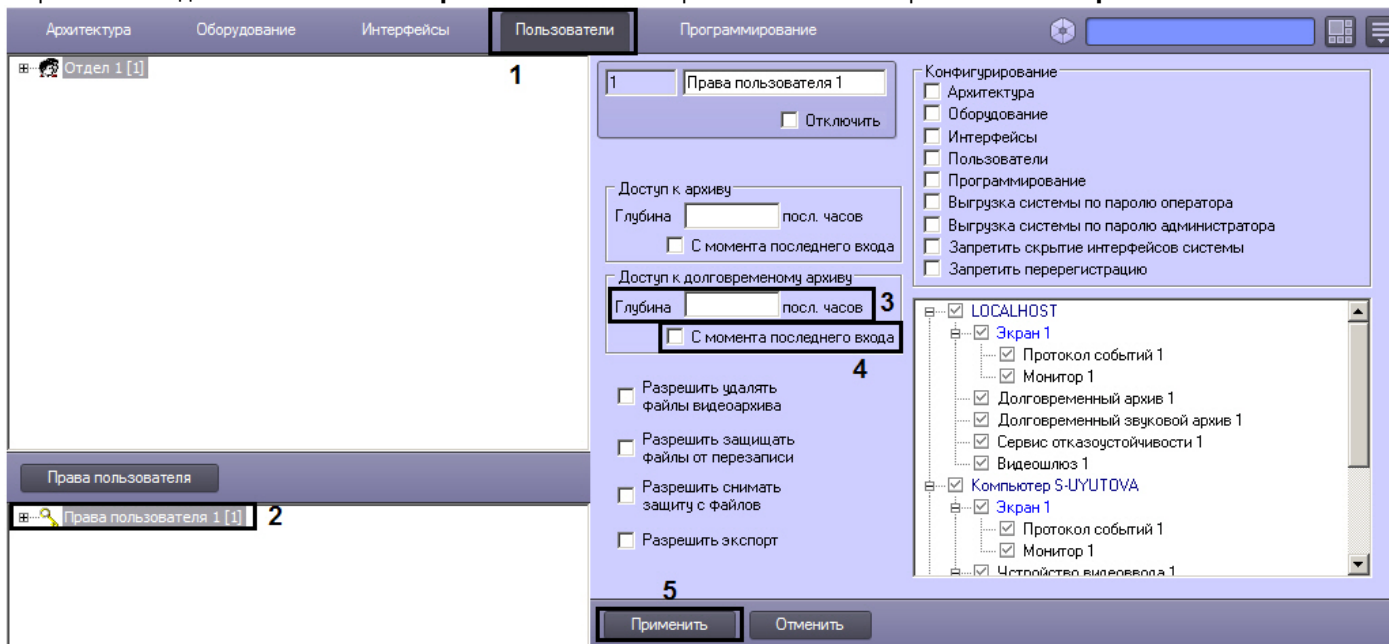 Архитектура Оборудование Интерфейсы Пользователи Программирование
1
Отдел 1 [1]
Права пользователя
Права пользователя 1 [1]
2
1 Права пользователя 1
Отключить
Доступ к архиву
Глубина посл. часов
С момента последнего входа
Доступ к долговременому архиву
Глубина посл. часов 3
С момента последнего входа
4
Разрешить удалять
файлы видеоархива
Разрешить защищать
файлы от перезаписи
Разрешить снимать
защиту с файлов
Разрешить экспорт
Конфигурирование
Архитектура
Оборудование
Интерфейсы
Пользователи
Программирование
Выгрузка системы по паролю оператора
Выгрузка системы по паролю администратора
Запретить скрытие интерфейсов системы
Запретить перерегистрацию
LOCALHOST
Экран 1
Протокол событий 1
Монитор 1
Долговременный архив 1
Долговременный звуковой архив 1
Сервис отказоустойчивости 1
Видеошлюз 1
Компьютер S-UYUTOVA
Экран 1
Протокол событий 1
Монитор 1
Устройство видеоввода 1
5
Применить Отменить